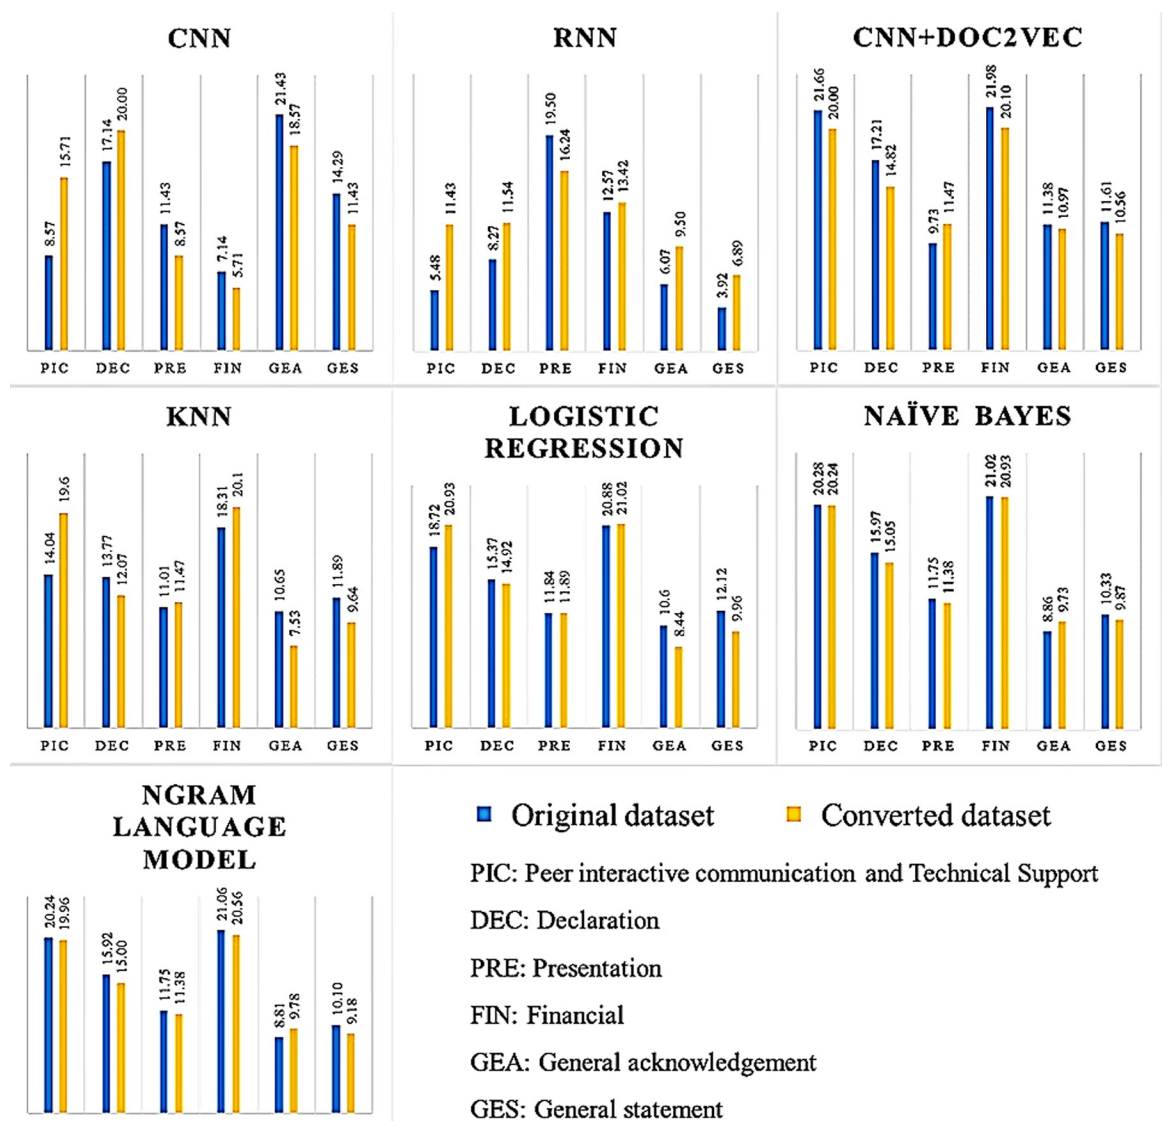 CNN
8.57 15.71 17.14 20.00 11.43 8.57 7.14 5.71 21.43 18.57 14.29 11.43
PIC DEC PRE FIN GEA GES
RNN
5.48 11.43 8.27 11.54 19.50 16.24 12.57 13.42 6.07 9.50 3.92 6.89
PIC DEC PRE FIN GEA GES
CNN+DOC2VEC
21.66 20.00 17.21 14.82 9.73 11.47 21.98 20.10 11.38 10.97 11.61 10.56
PIC DEC PRE FIN GEA GES
KNN
14.04 19.6 13.77 12.07 11.01 11.47 18.31 20.1 10.65 7.53 11.89 9.64
PIC DEC PRE FIN GEA GES
LOGISTIC
REGRESSION
18.72 20.93 15.37 14.92 11.84 11.89 20.88 21.02 10.6 8.44 12.12 9.96
PIC DEC PRE FIN GEA GES
NAÏVE BAYES
20.28 20.24 15.97 15.05 11.75 11.38 21.02 20.93 8.86 9.73 10.33 9.87
PIC DEC PRE FIN GEA GES
NGRAM
LANGUAGE
MODEL
20.24 19.96 15.92 15.00 11.75 11.38 21.06 20.56 8.81 9.78 10.10 9.18
Original dataset Converted dataset
PIC: Peer interactive communication and Technical Support
DEC: Declaration
PRE: Presentation
FIN: Financial
GEA: General acknowledgement
GES: General statement